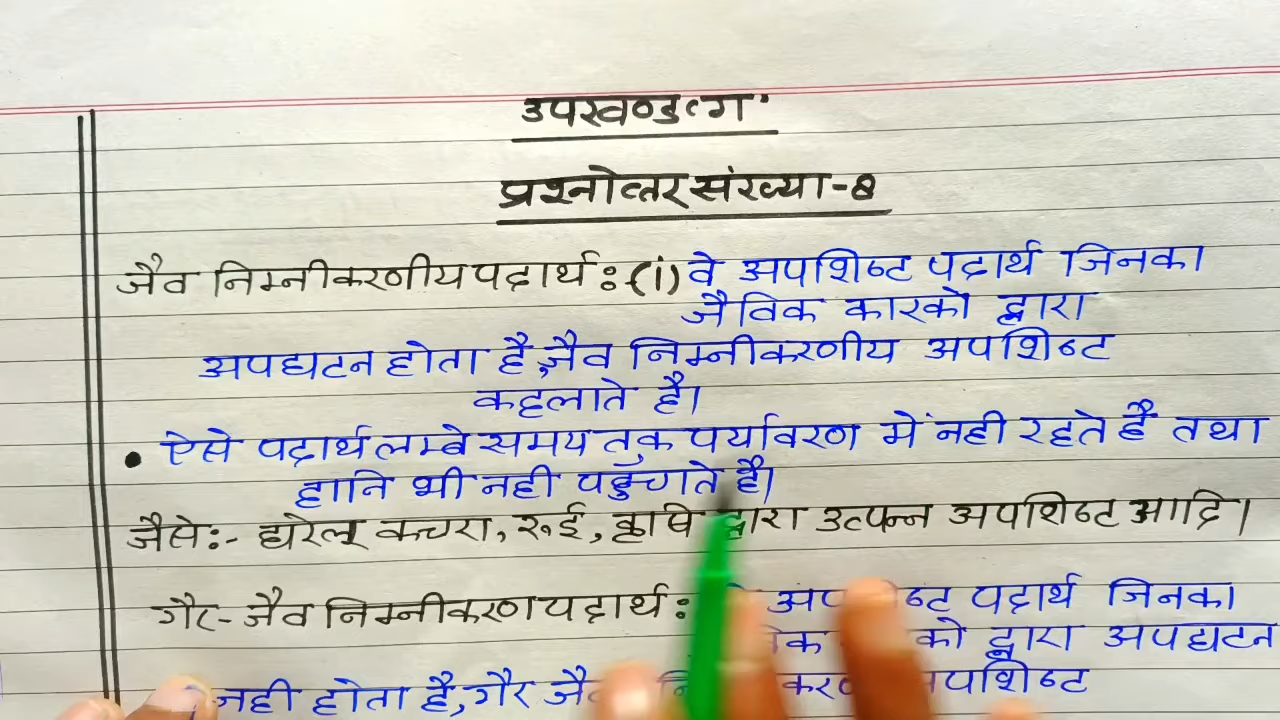 उपखण्ड 'ग'
प्रश्नोत्तर संख्या-8
जैव निम्नीकरणीय पदार्थ : (i) वे अपशिष्ट पदार्थ जिनका
जैविक कारको द्वारा
अपघटन होता है, जैव निम्नीकरणीय अपशिष्ट
कहलाते है।
• ऐसे पदार्थ लम्बे समय तक पर्यावरण में नही रहते हैं तथा
हानि भी नही पहुँचाते है।
जैसे:- घरेलू कचरा, रूई, कृषि द्वारा उत्पन्न अपशिष्ट आदि।
गैर-जैव निम्नीकरण पदार्थ: पदार्थ जिनका
द्वारा अपघटन
नही होता है, गैर